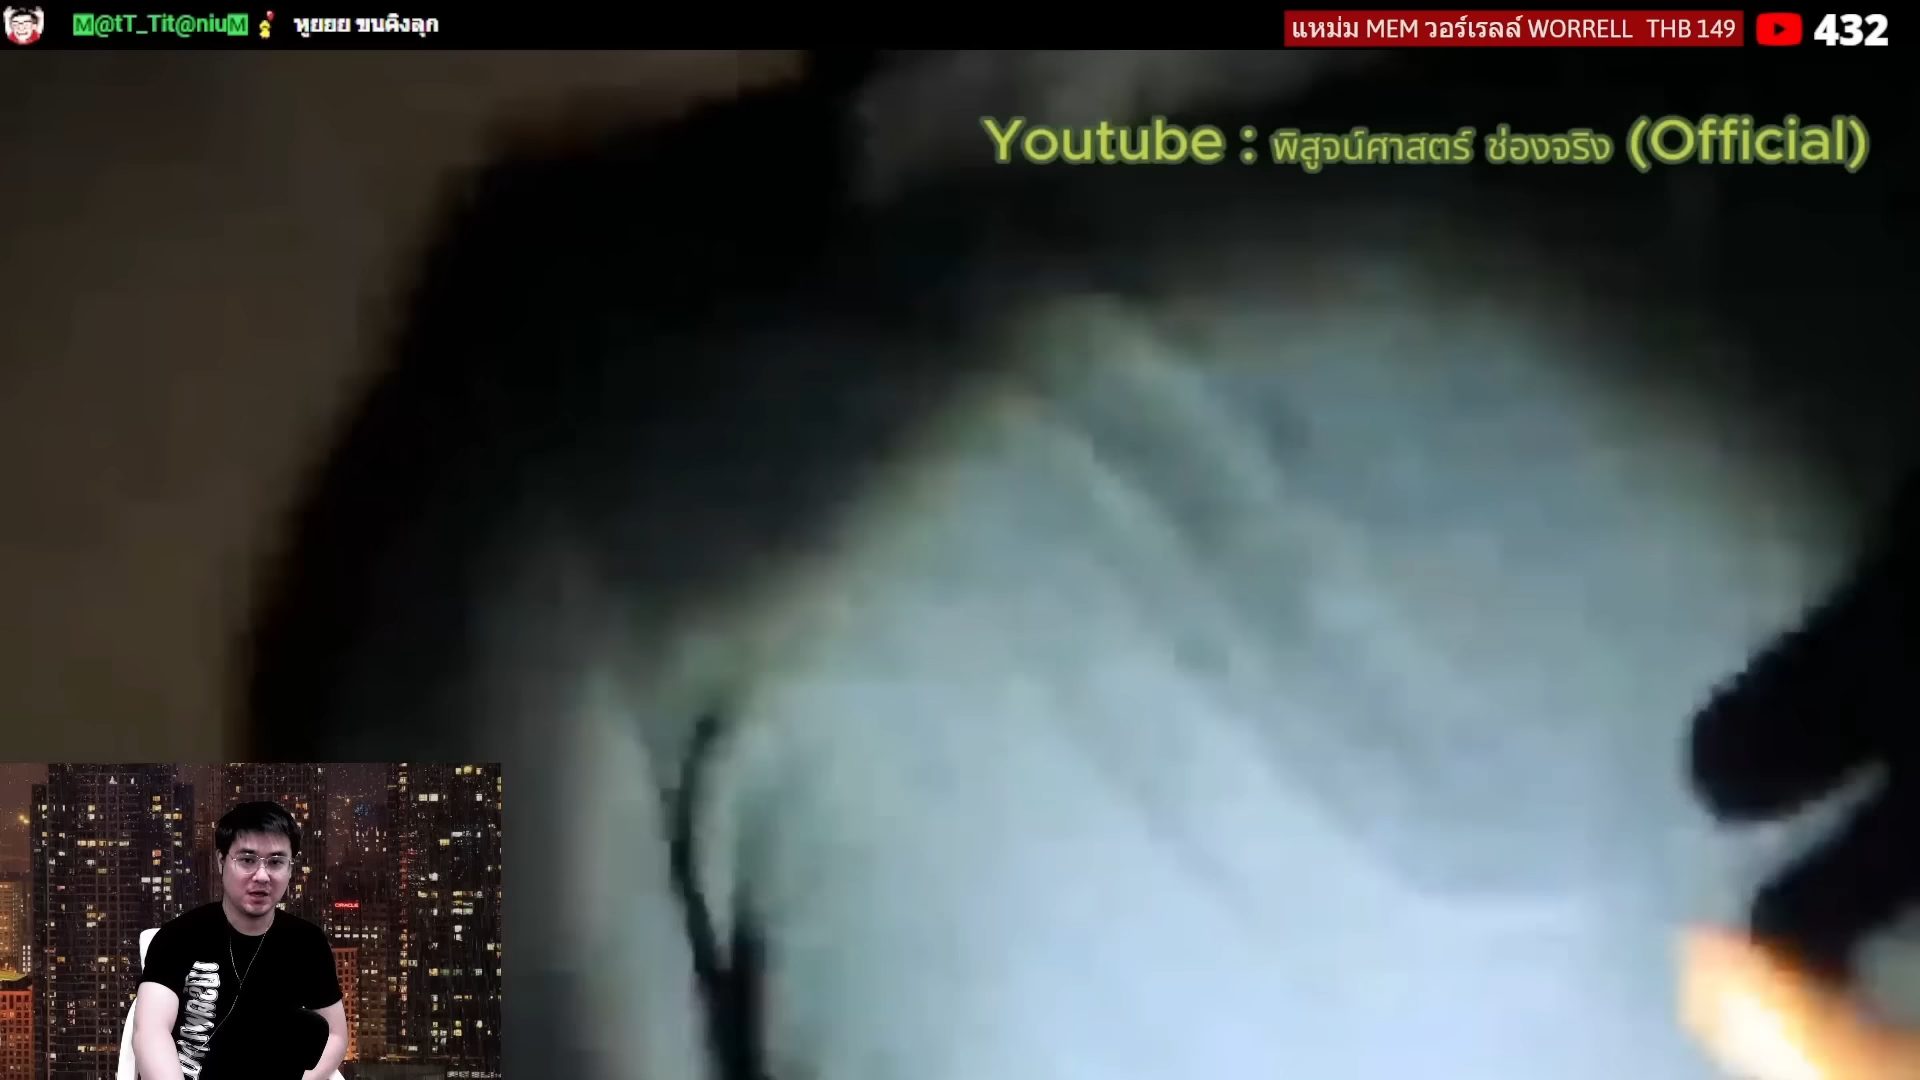 M@tT_Tit@niuM พูยยย ขนคิงลุก
แหม่ม MEM วอร์เรลล์ WORRELL THB 149
432
Youtube : พิสูจน์ศาสตร์ ช่องจริง (Official)
ORACLE